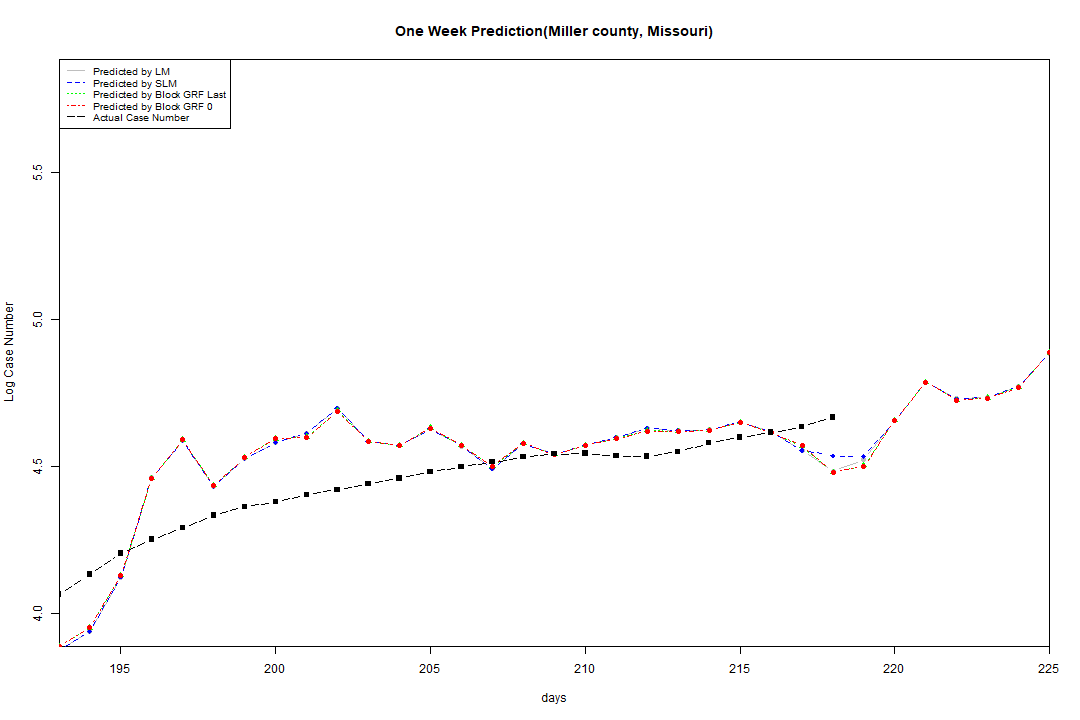 One Week Prediction(Miller county, Missouri)
Predicted by LM
Predicted by SLM
Predicted by Block GRF Last
Predicted by Block GRF 0
Actual Case Number
5.5
5.0
4.5
4.0
Log Case Number
195 200 205 210 215 220 225
days